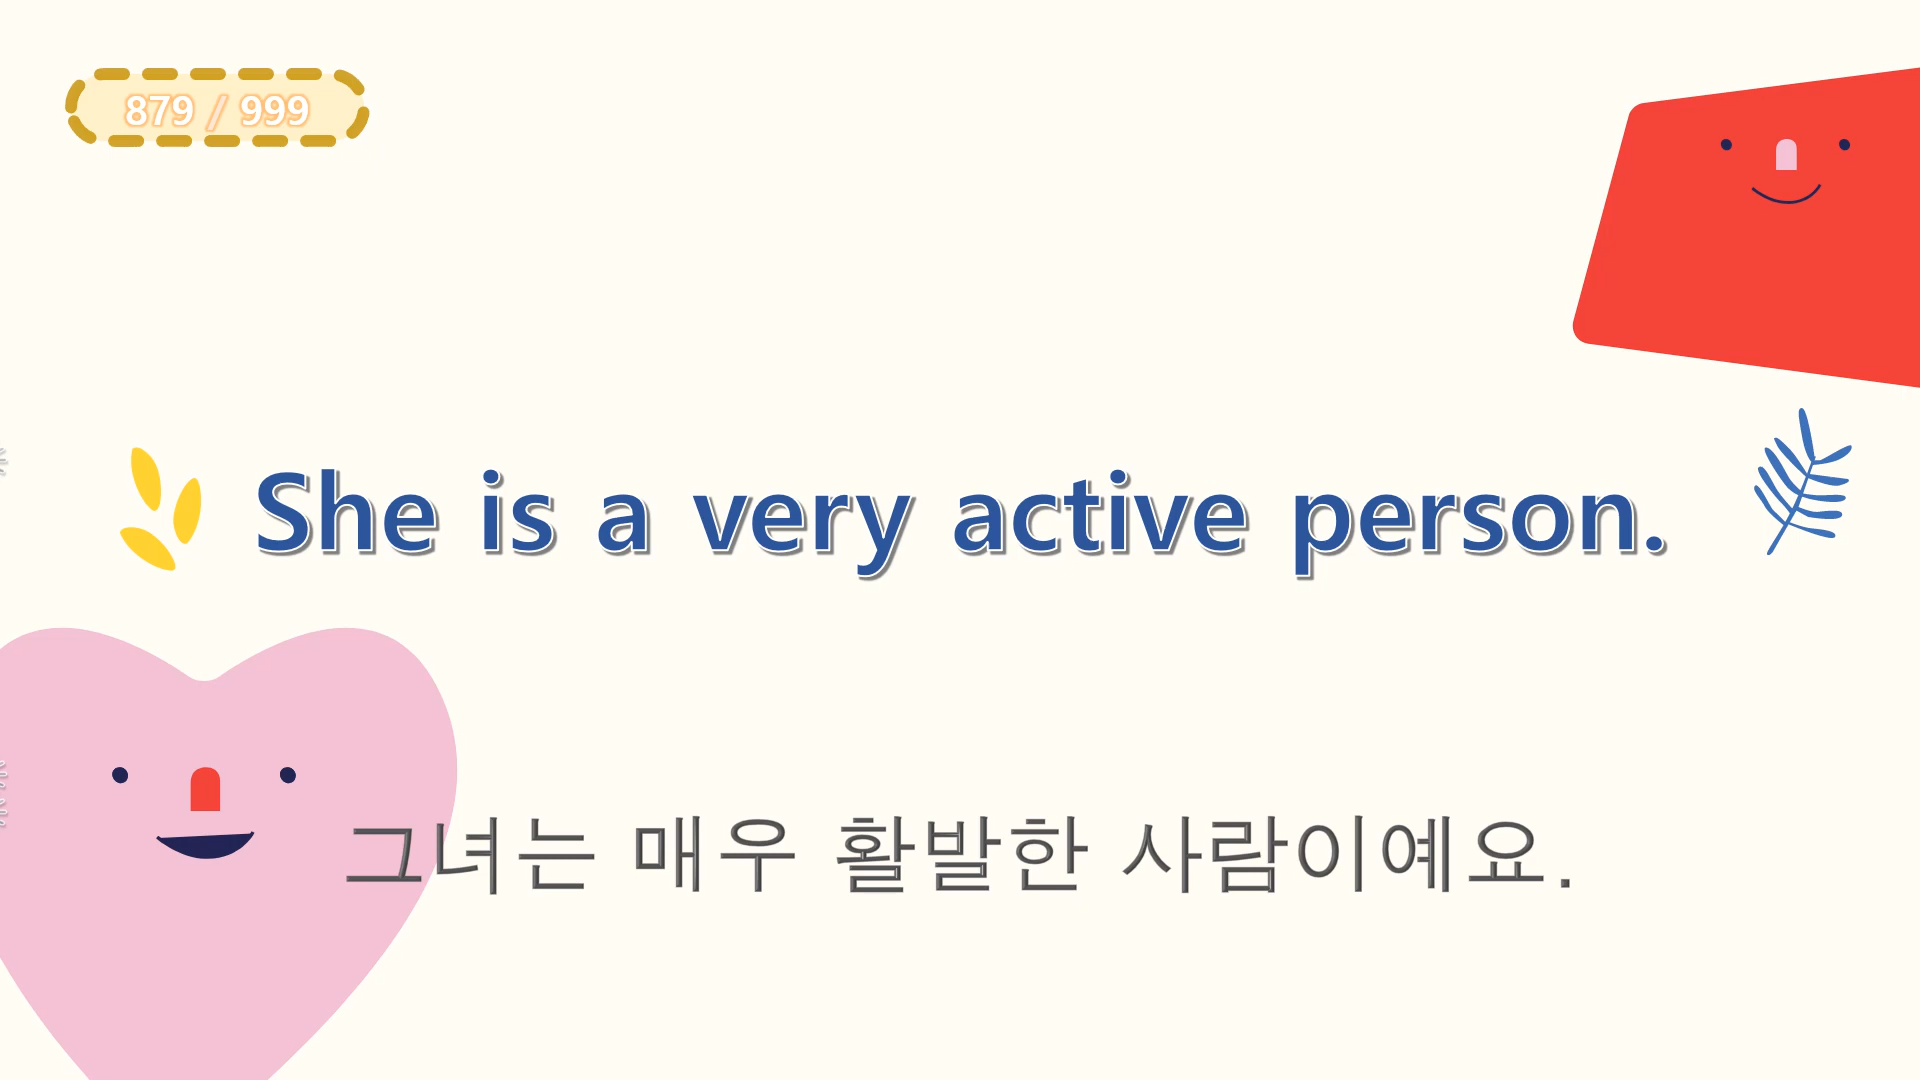 879 / 999
She is a very active person.
그녀는 매우 활발한 사람이예요.